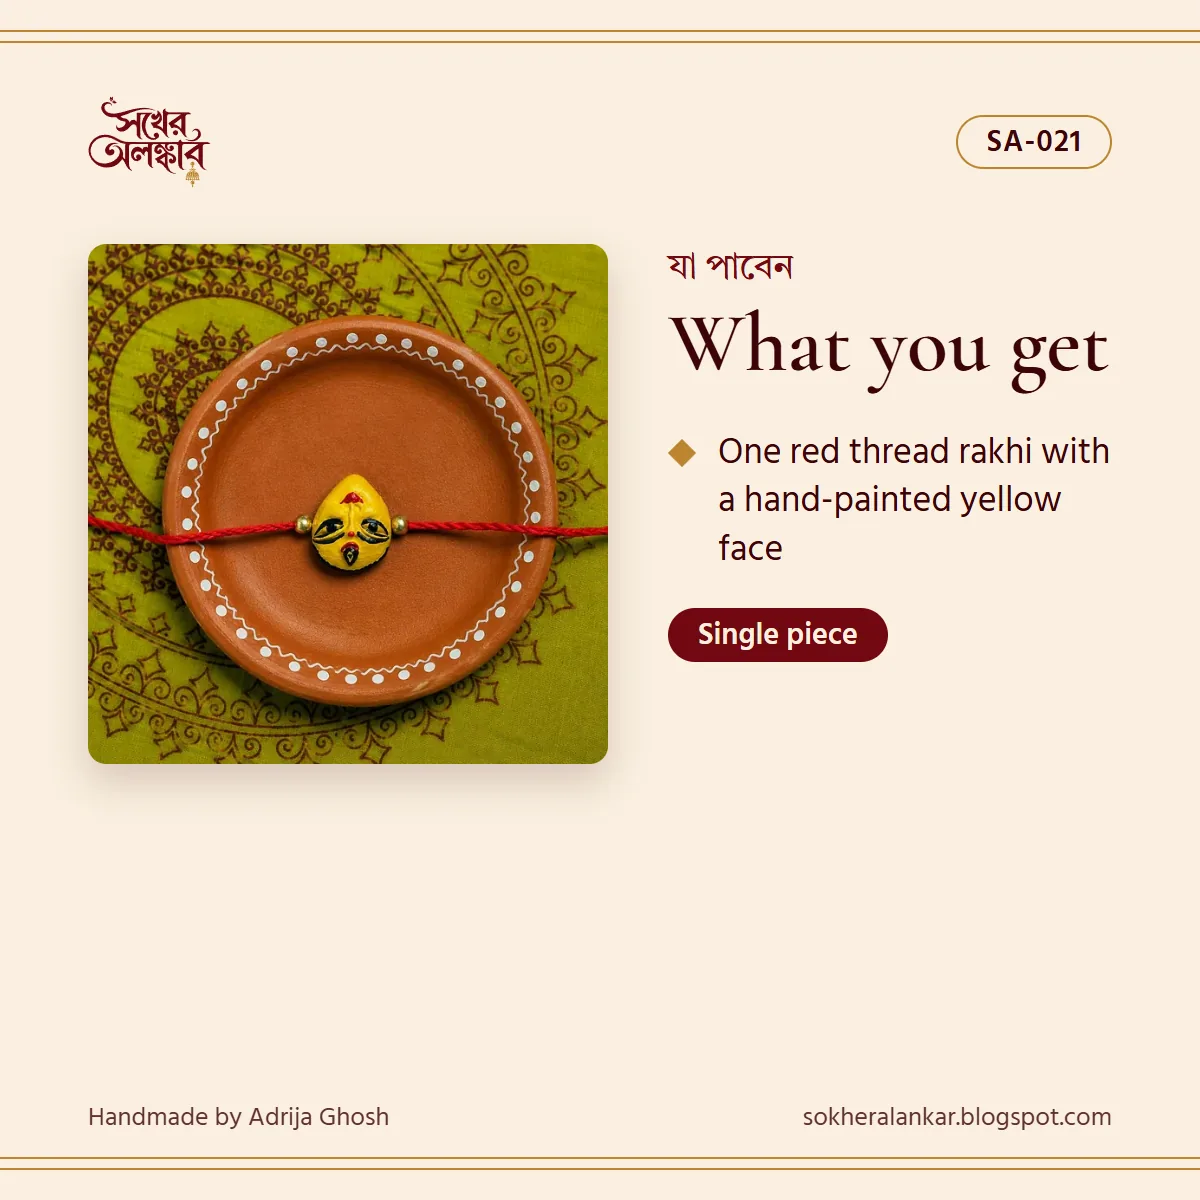 সখের
অলঙ্কার
SA-021
যা পাবেন
What you get
One red thread rakhi with
a hand-painted yellow
face
Single piece
Handmade by Adrija Ghosh
sokheralankar.blogspot.com